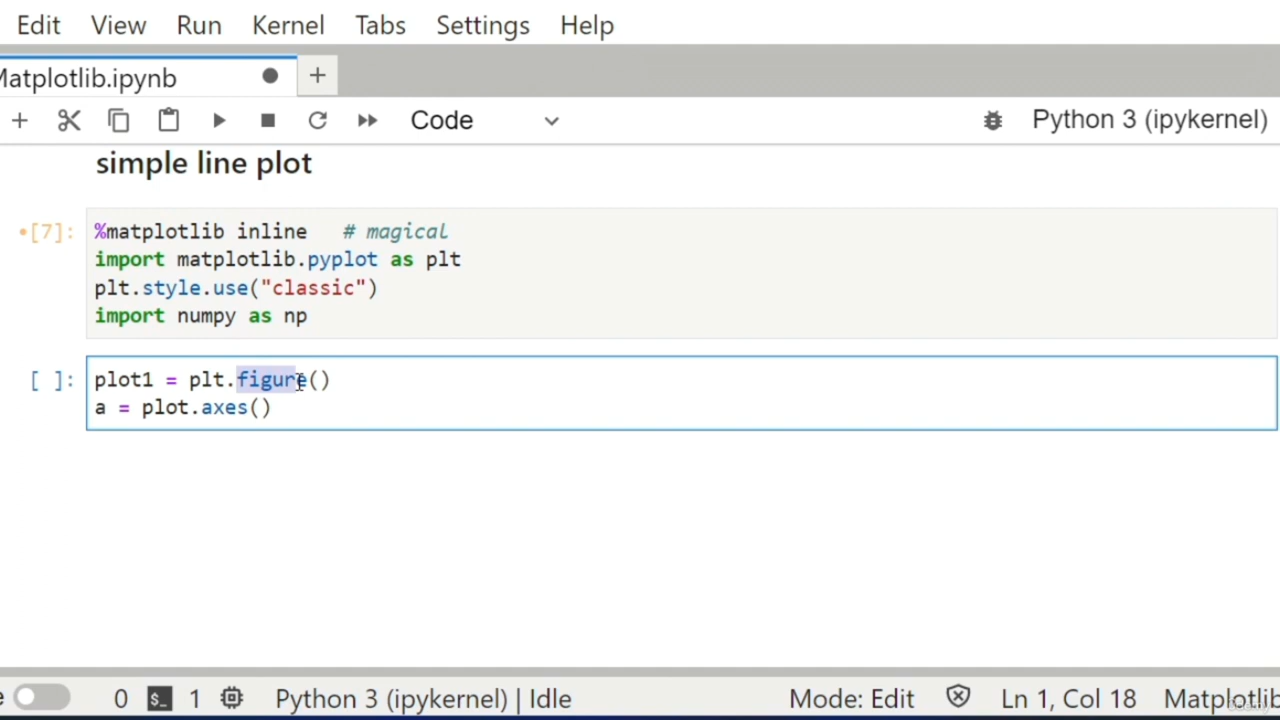 Edit View Run Kernel Tabs Settings Help
Matplotlib.ipynb
Code
Python 3 (ipykernel)
simple line plot
[7]:
%matplotlib inline   # magical
import matplotlib.pyplot as plt
plt.style.use("classic")
import numpy as np
[ ]:
plot1 = plt.figure()
a = plot.axes()
0 $_ 1 Python 3 (ipykernel) | Idle Mode: Edit Ln 1, Col 18 Matplotlib